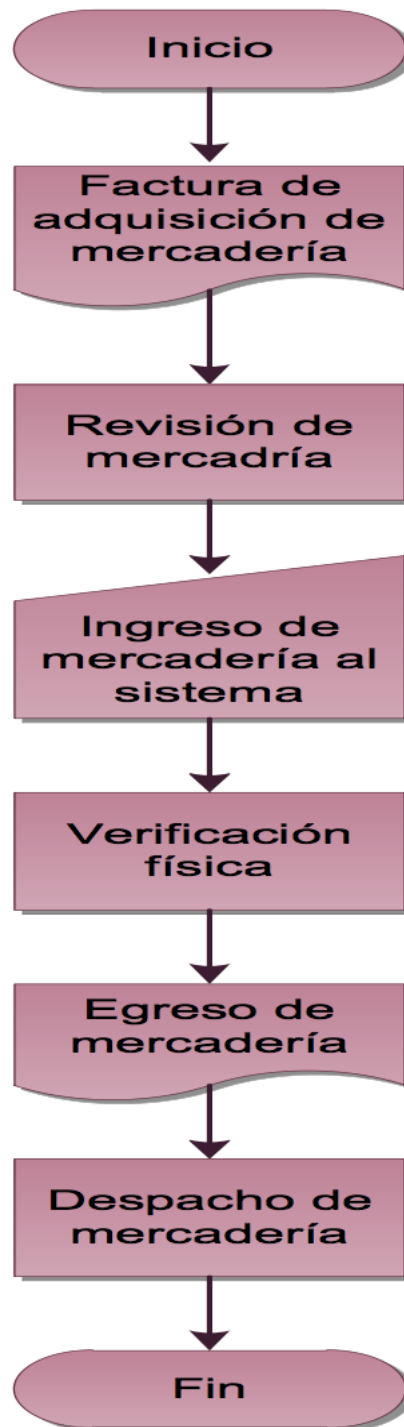 Inicio
Factura de
adquisición de
mercadería
Revisión de
mercadría
Ingreso de
mercadería al
sistema
Verificación
física
Egreso de
mercadería
Despacho de
mercadería
Fin